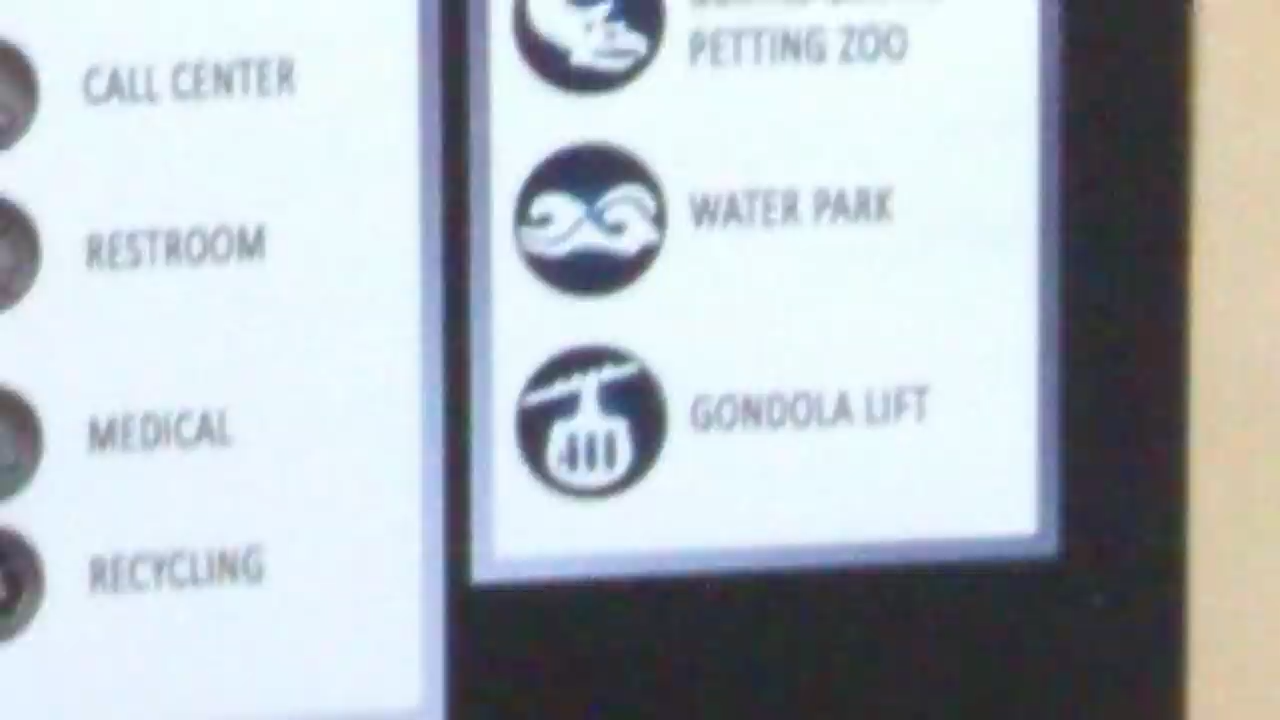 CALL CENTER
RESTROOM
MEDICAL
RECYCLING
PETTING ZOO
WATER PARK
GONDOLA LIFT